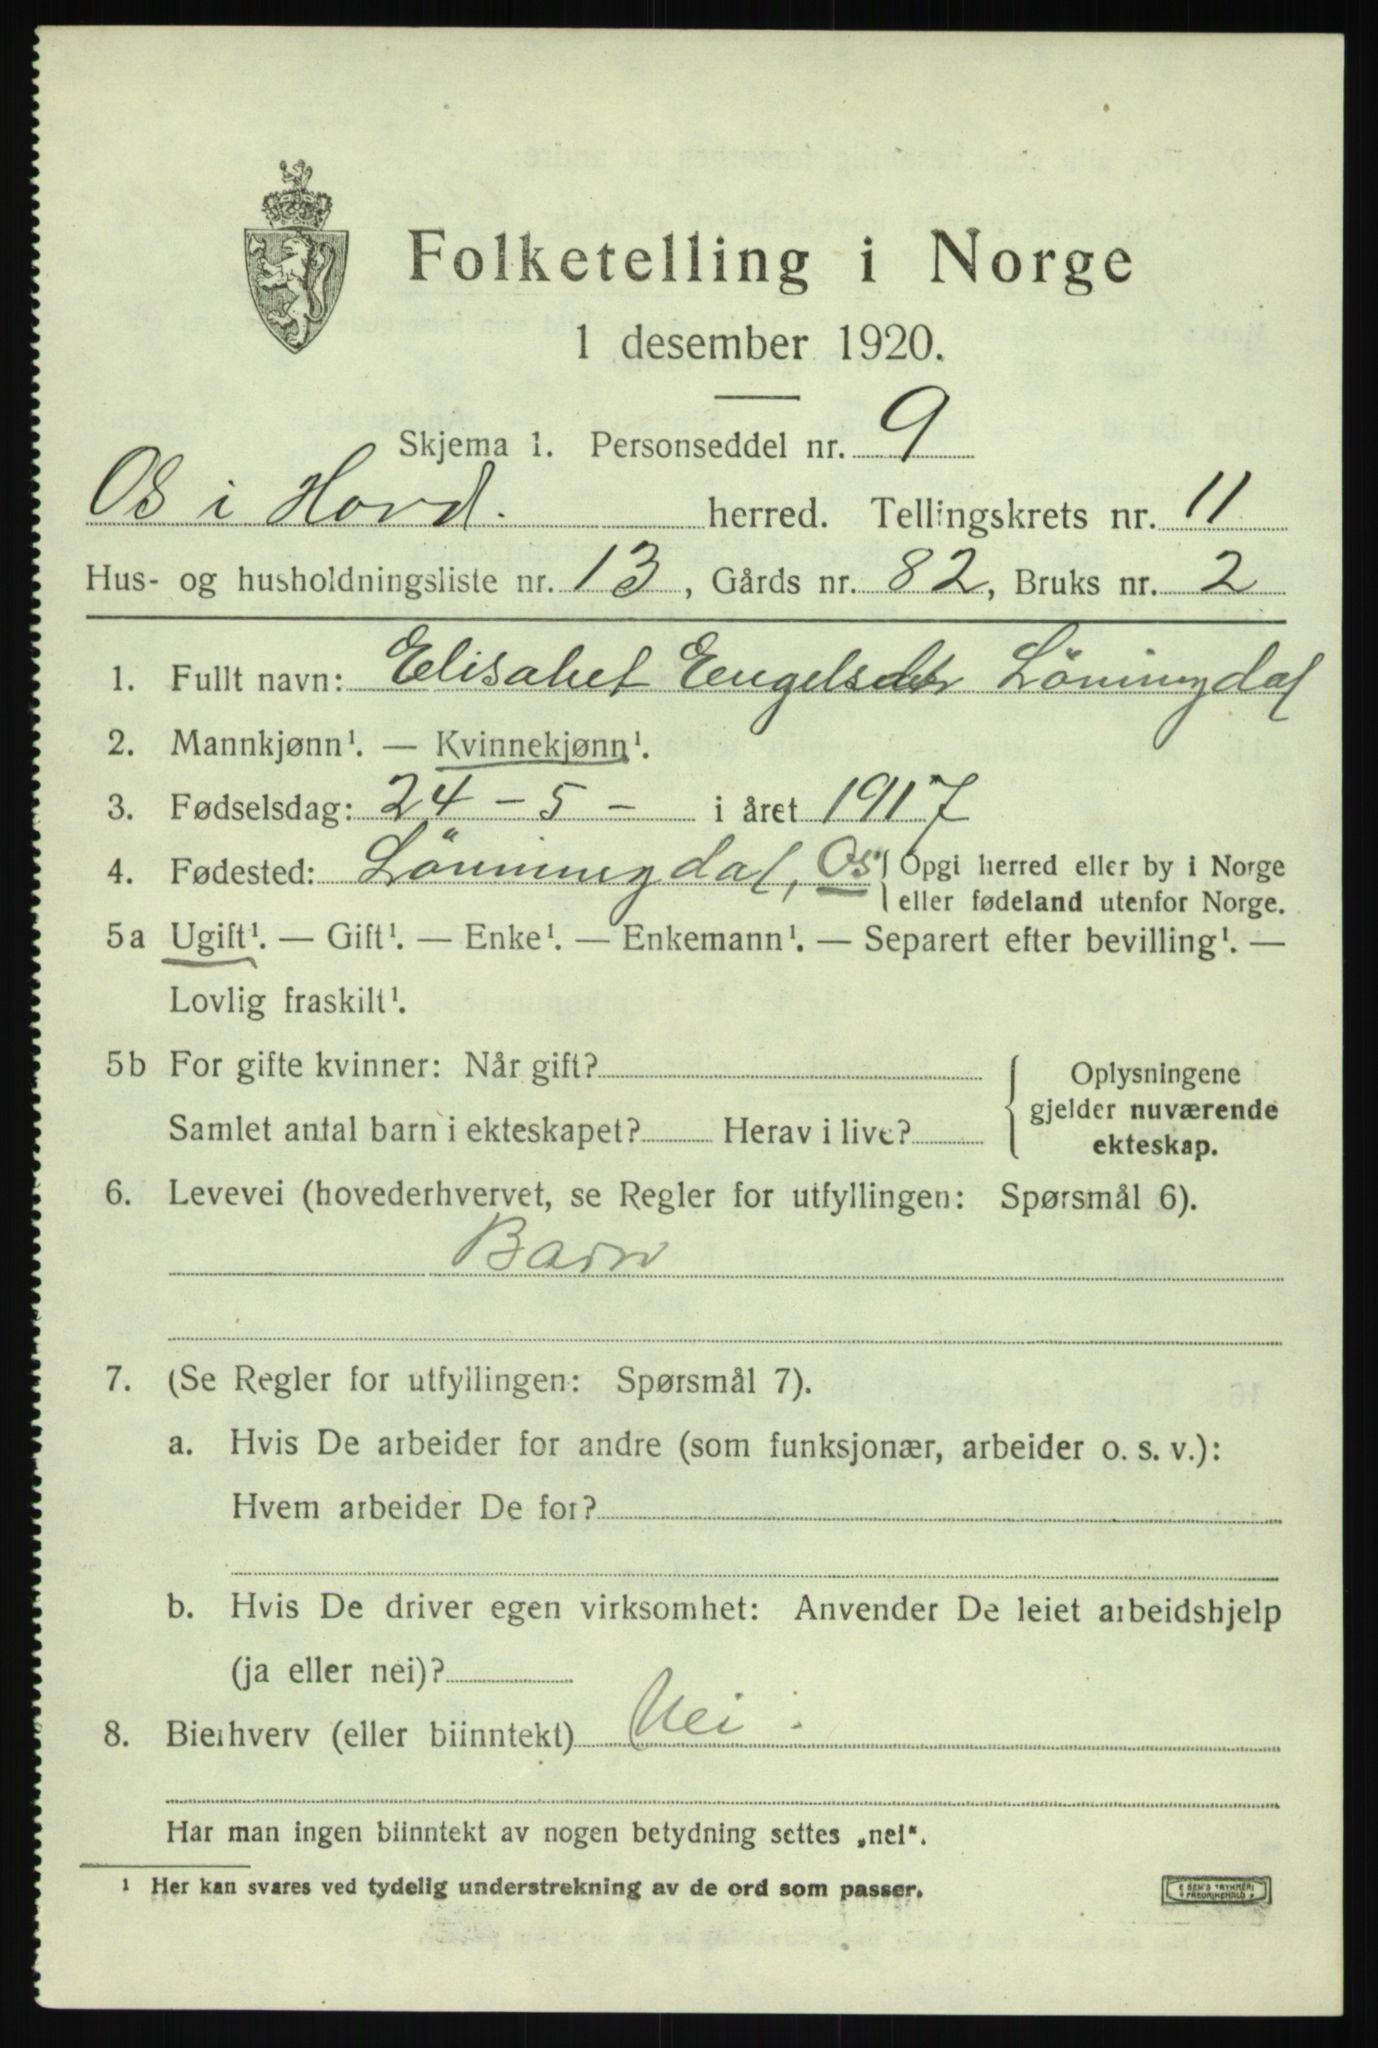 Folketelling i Norge
1 desember 1920.
Skjema 1. Personseddel nr. 9
Os i Hord. herred. Tellingskrets nr. 11
Hus- og husholdningsliste nr. 13, Gårds nr. 82, Bruks nr. 2
1. Fullt navn: Elisabet Engelsdtr Löningdal
2. Mannkjønn¹. — Kvinnekjønn¹.
3. Fødselsdag: 24 - 5 - i året 1917
4. Fødested: Lönningdal, Os Opgi herred eller by i Norge
eller fødeland utenfor Norge.
5a Ugift¹. — Gift¹. — Enke¹. — Enkemann¹. — Separert efter bevilling¹. —
Lovlig fraskilt¹.
5b For gifte kvinner: Når gift?
Samlet antal barn i ekteskapet? Herav i live?
Oplysningene
gjelder nuværende
ekteskap.
6. Levevei (hovederhvervet, se Regler for utfyllingen: Spørsmål 6).
Barn
7. (Se Regler for utfyllingen: Spørsmål 7).
a. Hvis De arbeider for andre (som funksjonær, arbeider o. s. v.):
Hvem arbeider De for?
b. Hvis De driver egen virksomhet: Anvender De leiet arbeidshjelp
(ja eller nei)?
8. Bierhverv (eller biinntekt) Nei.
Har man ingen biinntekt av nogen betydning settes „nei“.
¹ Her kan svares ved tydelig understrekning av de ord som passer.